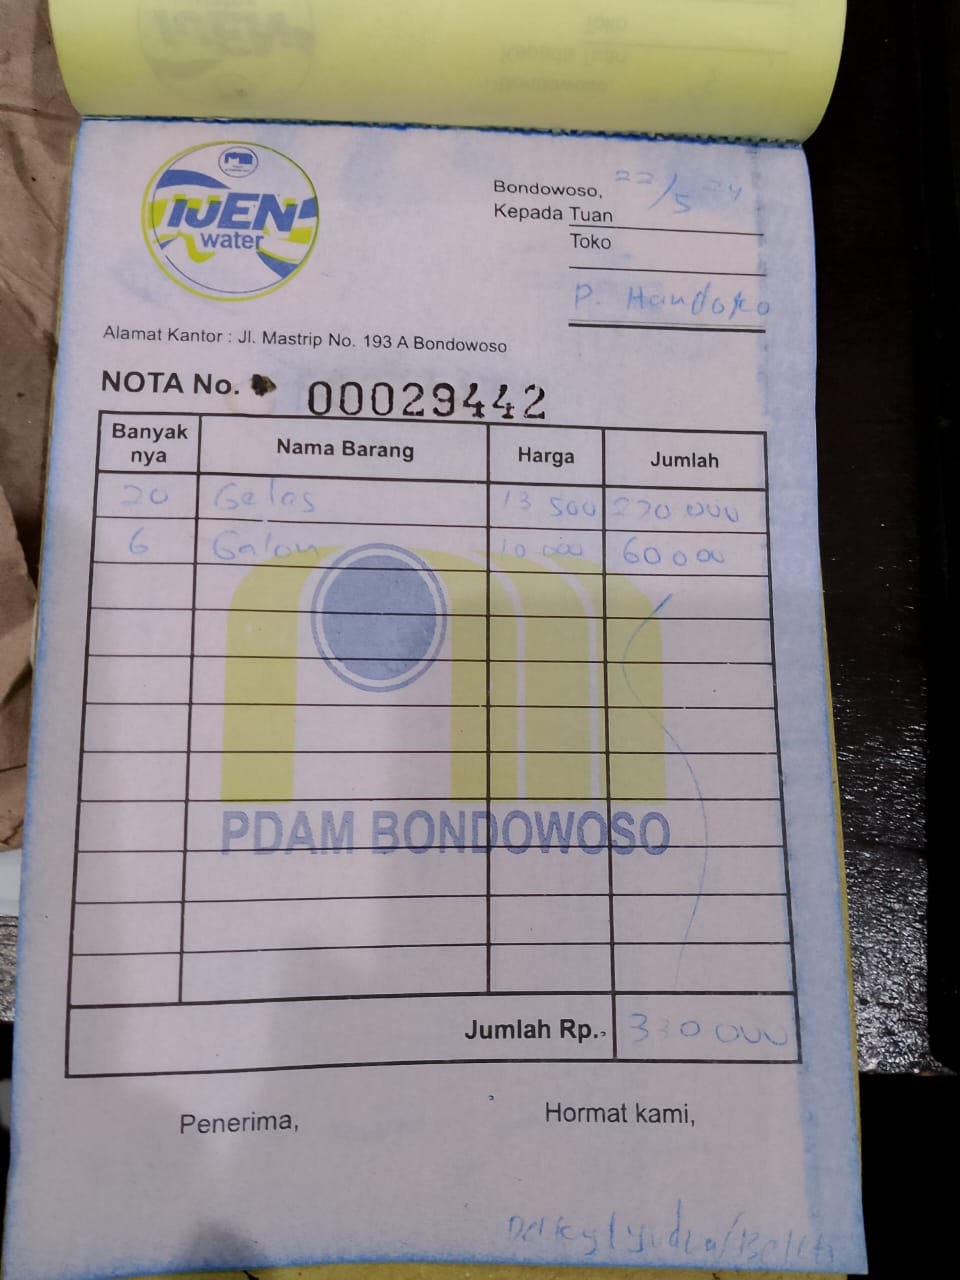 IJEN
water
Bondowoso, 22/5 24
Kepada Tuan
Toko
P. Handoko
Alamat Kantor : Jl. Mastrip No. 193 A Bondowoso
NOTA No. 00029442
Banyak nya Nama Barang Harga Jumlah
20 Gelas 13 500 270 000
6 Galon 10 000 60 000
PDAM BONDOWOSO
Jumlah Rp. 330 000
Penerima, Hormat kami,